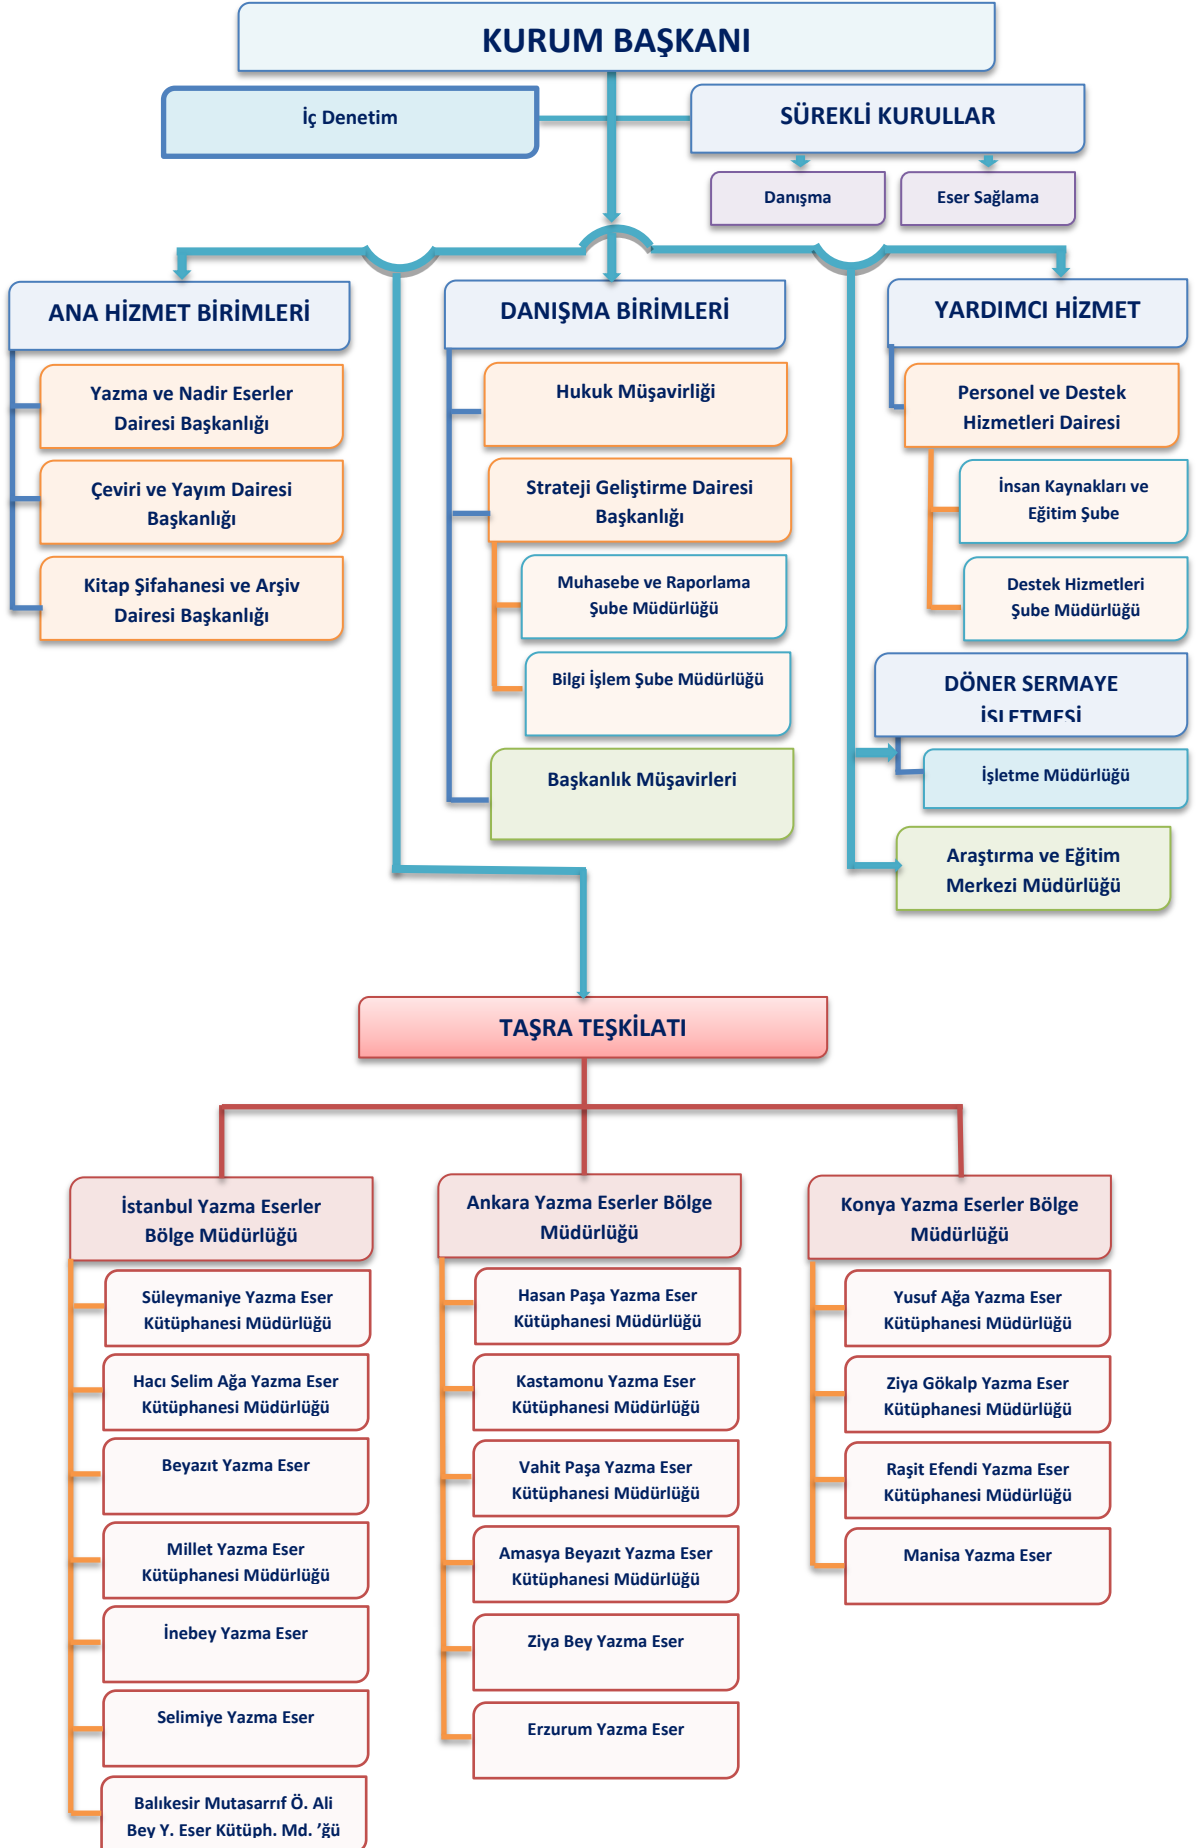 KURUM BAŞKANI
İç Denetim
SÜREKLİ KURULLAR
Danışma
Eser Sağlama
ANA HİZMET BİRİMLERİ
Yazma ve Nadir Eserler
Dairesi Başkanlığı
Çeviri ve Yayım Dairesi
Başkanlığı
Kitap Şifahanesi ve Arşiv
Dairesi Başkanlığı
DANIŞMA BİRİMLERİ
Hukuk Müşavirliği
Strateji Geliştirme Dairesi
Başkanlığı
Muhasebe ve Raporlama
Şube Müdürlüğü
Bilgi İşlem Şube Müdürlüğü
Başkanlık Müşavirleri
YARDIMCI HİZMET
Personel ve Destek
Hizmetleri Dairesi
İnsan Kaynakları ve
Eğitim Şube
Destek Hizmetleri
Şube Müdürlüğü
DÖNER SERMAYE
İŞLETMESİ
İşletme Müdürlüğü
Araştırma ve Eğitim
Merkezi Müdürlüğü
TAŞRA TEŞKİLATI
İstanbul Yazma Eserler
Bölge Müdürlüğü
Süleymaniye Yazma Eser
Kütüphanesi Müdürlüğü
Hacı Selim Ağa Yazma Eser
Kütüphanesi Müdürlüğü
Beyazıt Yazma Eser
Millet Yazma Eser
Kütüphanesi Müdürlüğü
İnebey Yazma Eser
Selimiye Yazma Eser
Balıkesir Mutasarrıf Ö. Ali
Bey Y. Eser Kütüph. Md. ’ğü
Ankara Yazma Eserler Bölge
Müdürlüğü
Hasan Paşa Yazma Eser
Kütüphanesi Müdürlüğü
Kastamonu Yazma Eser
Kütüphanesi Müdürlüğü
Vahit Paşa Yazma Eser
Kütüphanesi Müdürlüğü
Amasya Beyazıt Yazma Eser
Kütüphanesi Müdürlüğü
Ziya Bey Yazma Eser
Erzurum Yazma Eser
Konya Yazma Eserler Bölge
Müdürlüğü
Yusuf Ağa Yazma Eser
Kütüphanesi Müdürlüğü
Ziya Gökalp Yazma Eser
Kütüphanesi Müdürlüğü
Raşit Efendi Yazma Eser
Kütüphanesi Müdürlüğü
Manisa Yazma Eser